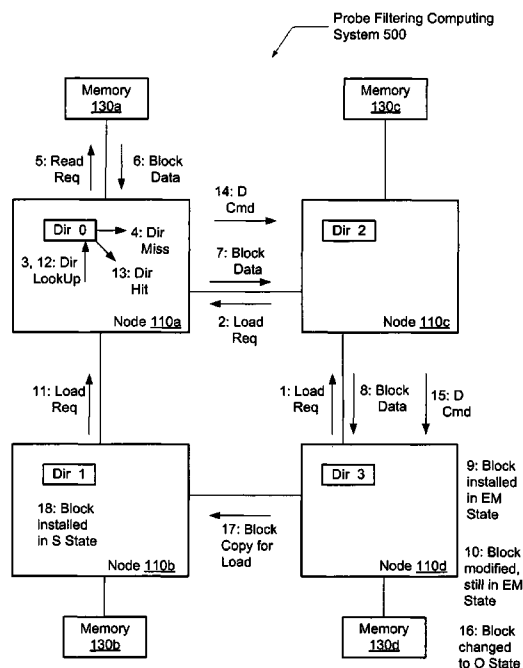 Probe Filtering Computing
System 500
Memory
130a
Memory
130c
5: Read
Req
6: Block
Data
14: D
Cmd
Dir 0
4: Dir
Miss
3, 12: Dir
LookUp
13: Dir
Hit
Node 110a
7: Block
Data
2: Load
Req
Dir 2
Node 110c
11: Load
Req
1: Load
Req
8: Block
Data
15: D
Cmd
Dir 1
18: Block
installed
in S State
Node 110b
17: Block
Copy for
Load
Dir 3
Node 110d
9: Block
installed
in EM
State
10: Block
modified,
still in EM
State
16: Block
changed
to O State
Memory
130b
Memory
130d